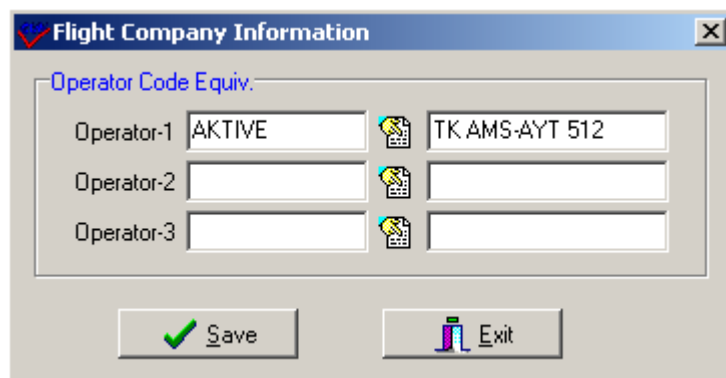 Flight Company Information
Operator Code Equiv.
Operator-1 AKTIVE TK AMS-AYT 512
Operator-2
Operator-3
Save Exit